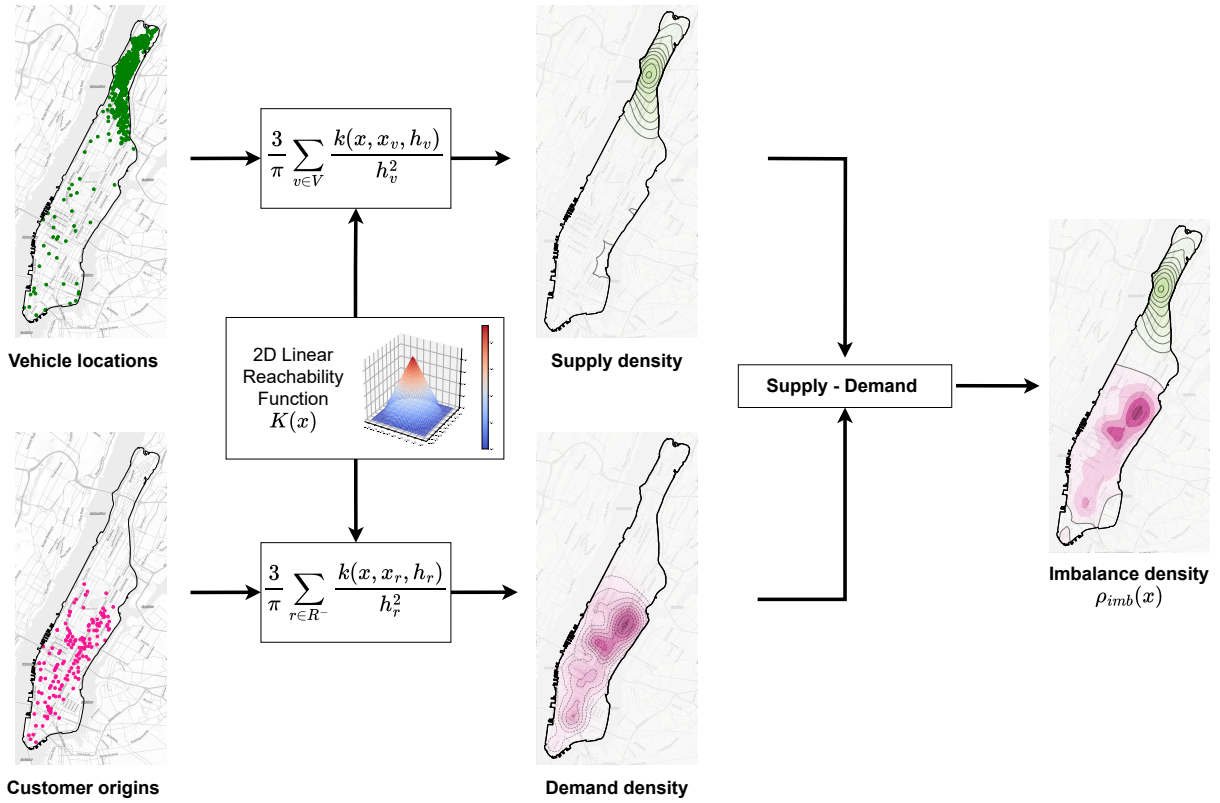 Vehicle locations
$\frac{3}{\pi} \sum_{v \in V} \frac{k(x, x_v, h_v)}{h_v^2}$
Supply density
2D Linear
Reachability
Function
$K(x)$
Supply - Demand
Customer origins
$\frac{3}{\pi} \sum_{r \in R^-} \frac{k(x, x_r, h_r)}{h_r^2}$
Demand density
Imbalance density
$\rho_{imb}(x)$